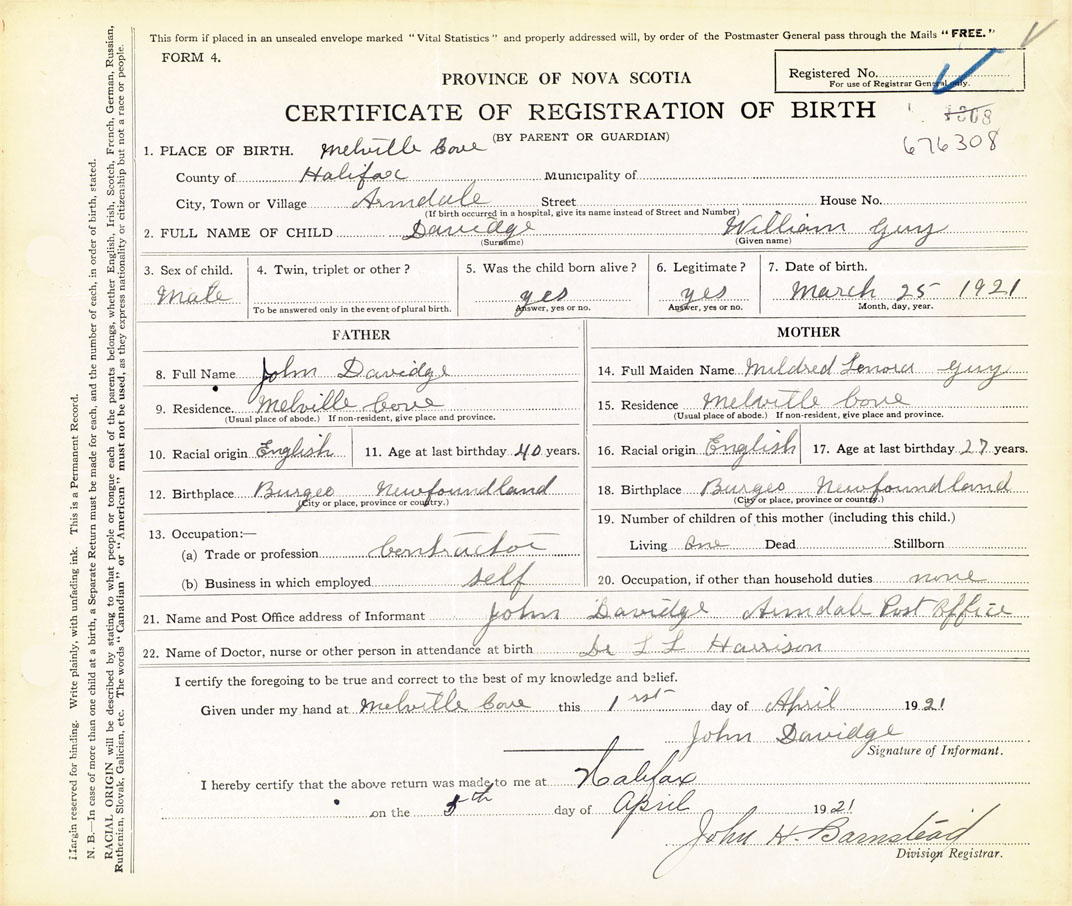 This form if placed in an unsealed envelope marked "Vital Statistics" and properly addressed will, by order of the Postmaster General pass through the Mails "FREE."
FORM 4.
PROVINCE OF NOVA SCOTIA
Registered No.
For use of Registrar General only.
CERTIFICATE OF REGISTRATION OF BIRTH
(BY PARENT OR GUARDIAN)
676308
1. PLACE OF BIRTH. Melville Cove
County of Halifax Municipality of
City, Town or Village Armdale Street House No.
(If birth occurred in a hospital, give its name instead of Street and Number)
2. FULL NAME OF CHILD Davidge William Guy
(Surname) (Given name)
3. Sex of child. Male
4. Twin, triplet or other?
To be answered only in the event of plural birth.
5. Was the child born alive? yes
Answer, yes or no.
6. Legitimate? yes
Answer, yes or no.
7. Date of birth. March 25 1921
Month, day, year.
FATHER
8. Full Name John Davidge
9. Residence. Melville Cove
(Usual place of abode.) If non-resident, give place and province.
10. Racial origin English 11. Age at last birthday 40 years.
12. Birthplace Burgeo Newfoundland
(City or place, province or country.)
13. Occupation:—
(a) Trade or profession Contractor
(b) Business in which employed self
MOTHER
14. Full Maiden Name Mildred Lenora Guy
15. Residence Melville Cove
(Usual place of abode.) If non-resident, give place and province.
16. Racial origin English 17. Age at last birthday 27 years.
18. Birthplace Burgeo Newfoundland
(City or place, province or country.)
19. Number of children of this mother (including this child.)
Living One Dead Stillborn
20. Occupation, if other than household duties none
21. Name and Post Office address of Informant John Davidge Armdale Post Office
22. Name of Doctor, nurse or other person in attendance at birth Dr L L Harrison
I certify the foregoing to be true and correct to the best of my knowledge and belief.
Given under my hand at Melville Cove this 1rst day of April 1921
John Davidge
Signature of Informant.
I hereby certify that the above return was made to me at Halifax
on the 5th day of April 1921
John H. Barnstead
Division Registrar.
Margin reserved for binding. Write plainly, with unfading ink. This is a Permanent Record.
N. B.—In case of more than one child at a birth, a Separate Return must be made for each, and the number of each, in order of birth, stated.
RACIAL ORIGIN will be described by stating to what people or tongue each of the parents belongs, whether English, Irish, Scotch, French, German, Russian,
Ruthenian, Slovak, Galician, etc. The words "Canadian" or "American" must not be used, as they express nationality or citizenship but not a race or people.